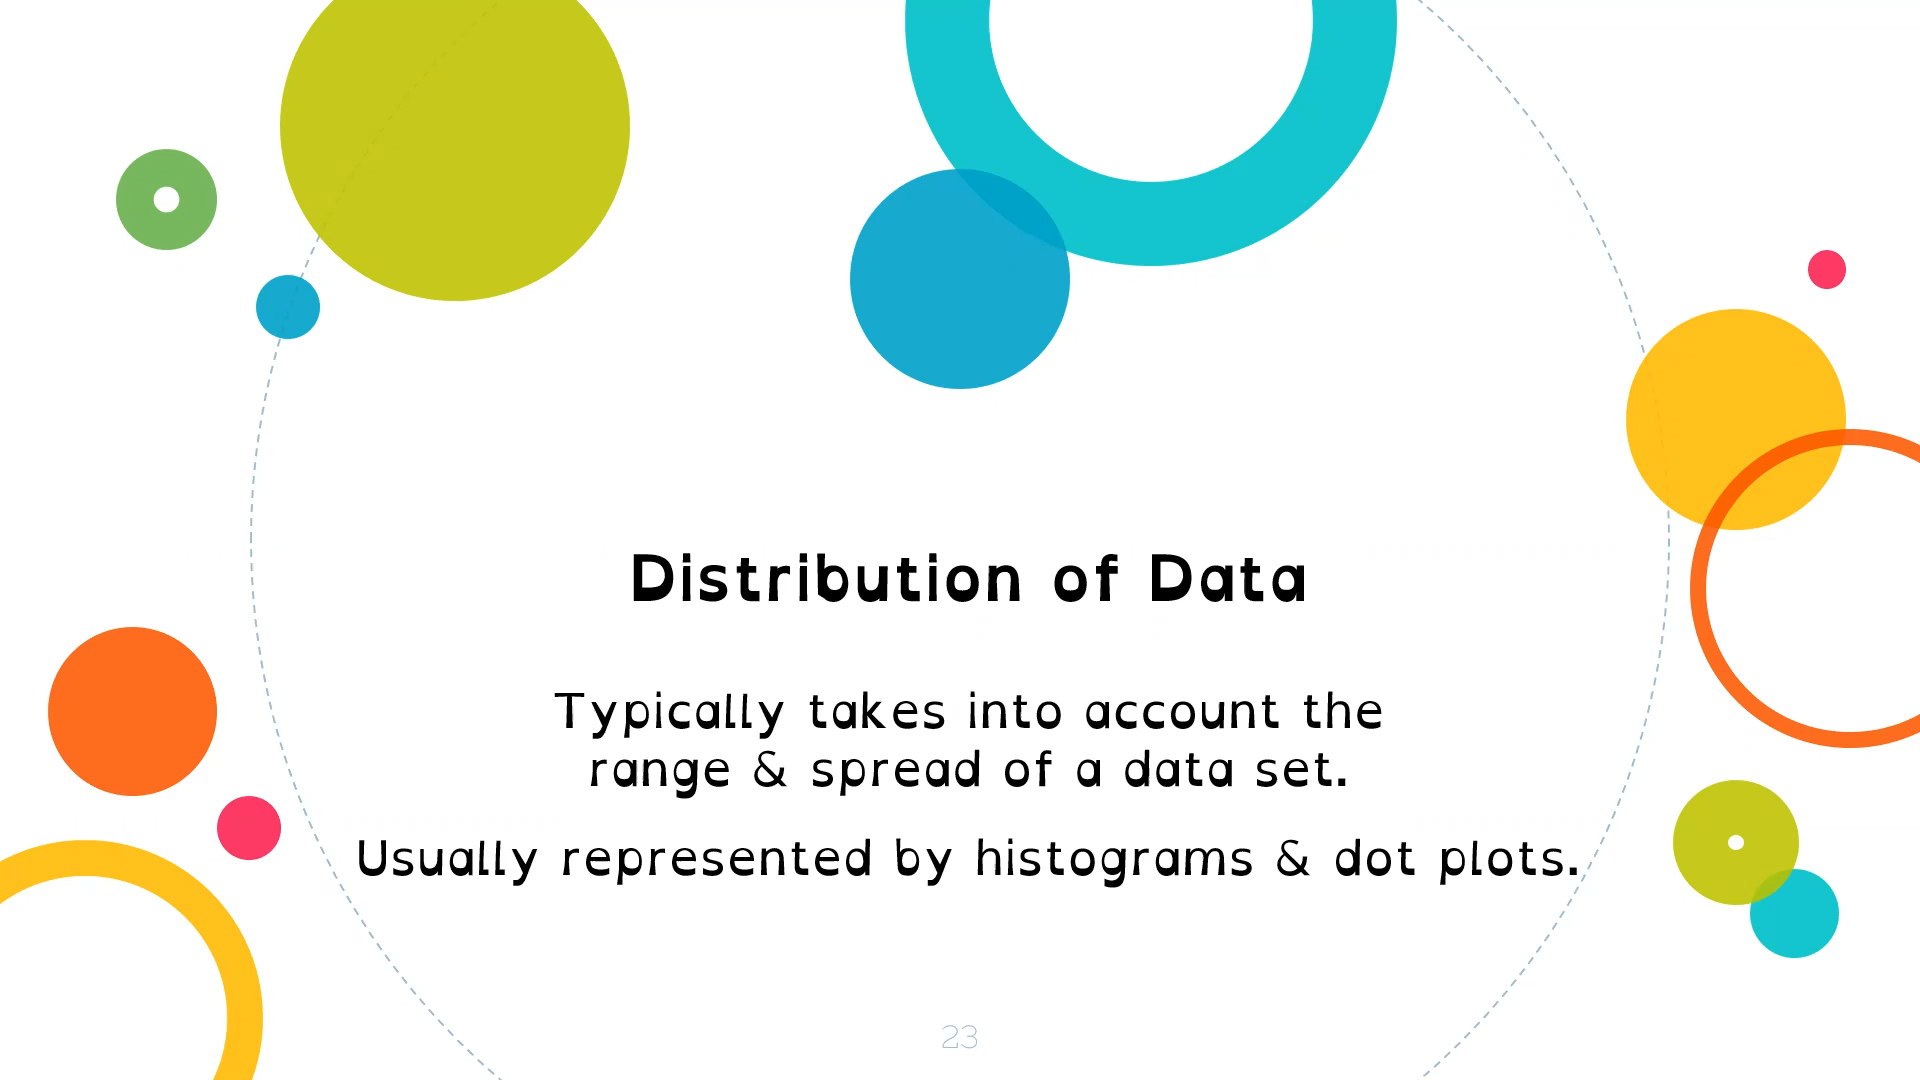 Distribution of Data
Typically takes into account the
range & spread of a data set.
Usually represented by histograms & dot plots.
23